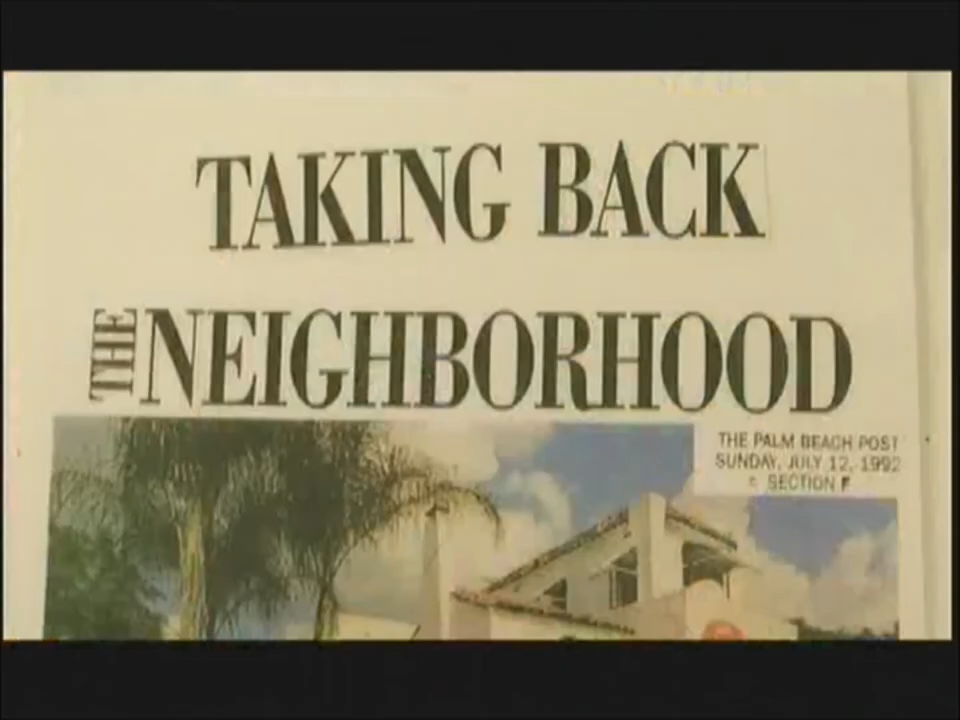 TAKING BACK
THE NEIGHBORHOOD
THE PALM BEACH POST
SUNDAY, JULY 12, 1992
SECTION F